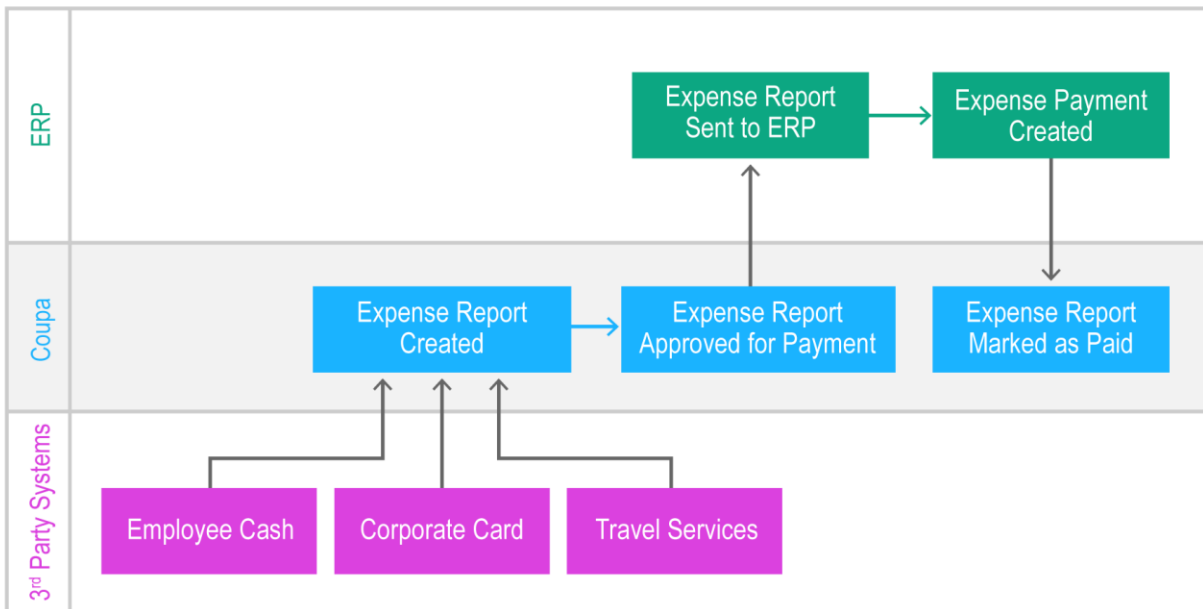 ERP
Expense Report
Sent to ERP
Expense Payment
Created
Coupa
Expense Report
Created
Expense Report
Approved for Payment
Expense Report
Marked as Paid
3rd Party Systems
Employee Cash
Corporate Card
Travel Services